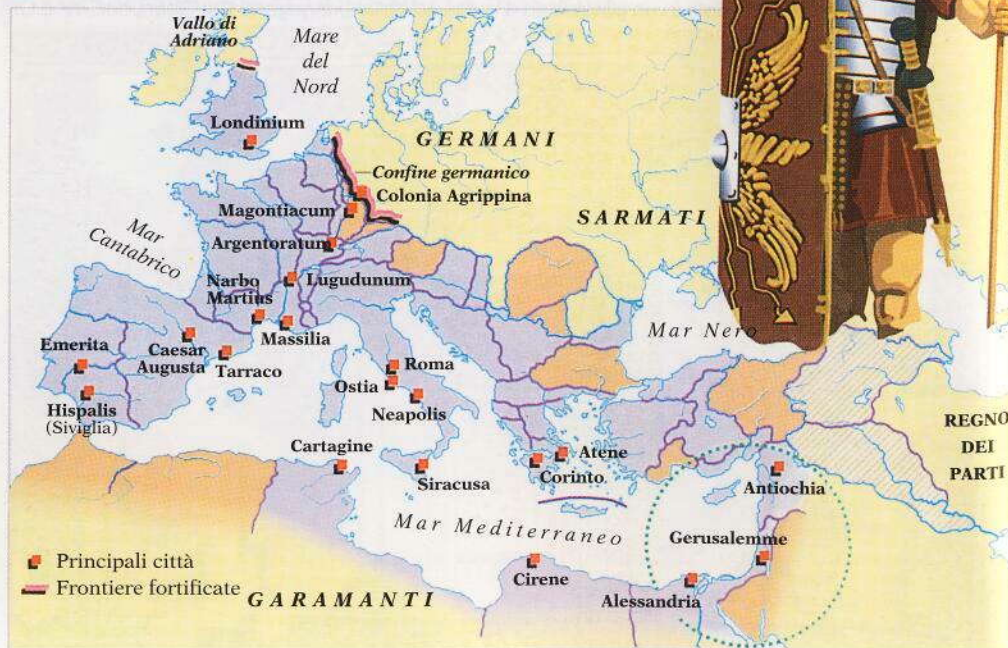 Vallo di
Adriano
Mare
del
Nord
Londinium
GERMANI
Confine germanico
Colonia Agrippina
Magontiacum
SARMATI
Argentoratum
Mar
Cantabrico
Narbo
Martius
Lugudunum
Massilia
Mar Nero
Emerita
Caesar
Augusta
Tarraco
Roma
Ostia
Neapolis
Hispalis
(Siviglia)
REGNO
DEI
PARTI
Cartagine
Siracusa
Atene
Corinto
Antiochia
Mar Mediterraneo
Gerusalemme
Principali città
Frontiere fortificate
Cirene
Alessandria
GARAMANTI